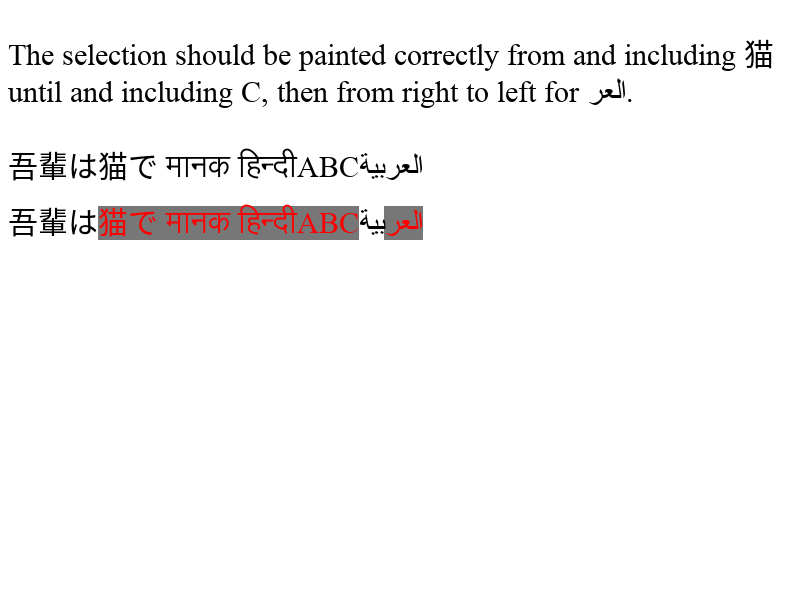 The selection should be painted correctly from and including 猫
until and including C, then from right to left for العر.
吾輩は猫で मानक हिन्दीABCالعربية
吾輩は猫で मानक हिन्दीABCالعربية